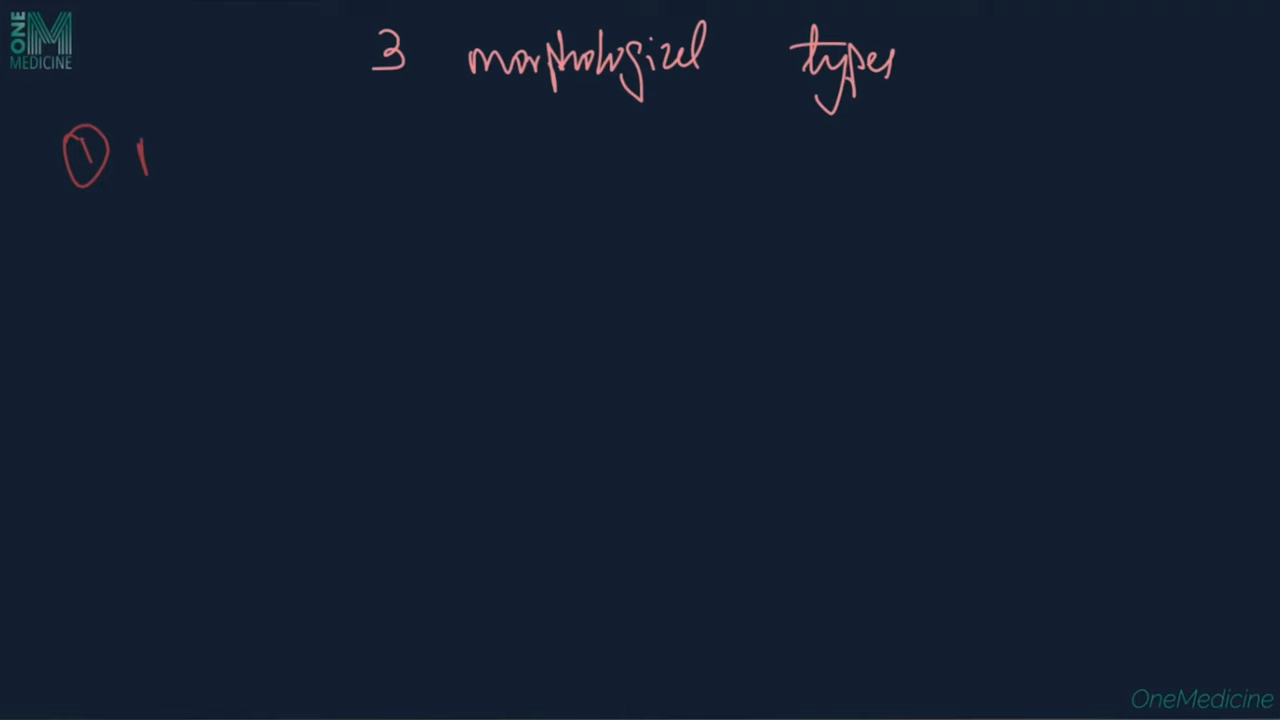 ONE
MEDICINE
3 morphological types
①
OneMedicine